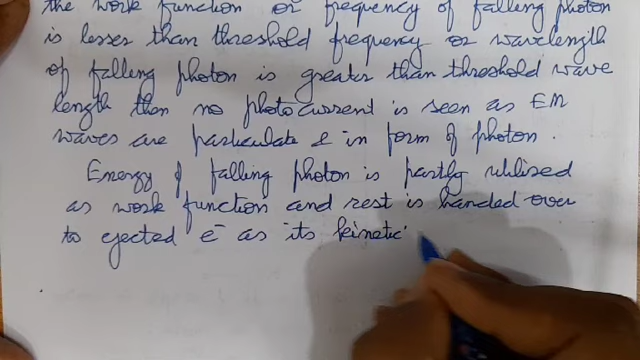 the work function or frequency of falling photon
is lesser than threshold frequency or wavelength
of falling photon is greater than threshold wave
length then no photocurrent is seen as EM
waves are particulate & in form of photon.
Energy of falling photon is partly utilised
as work function and rest is handed over
to ejected e⁻ as its kinetic